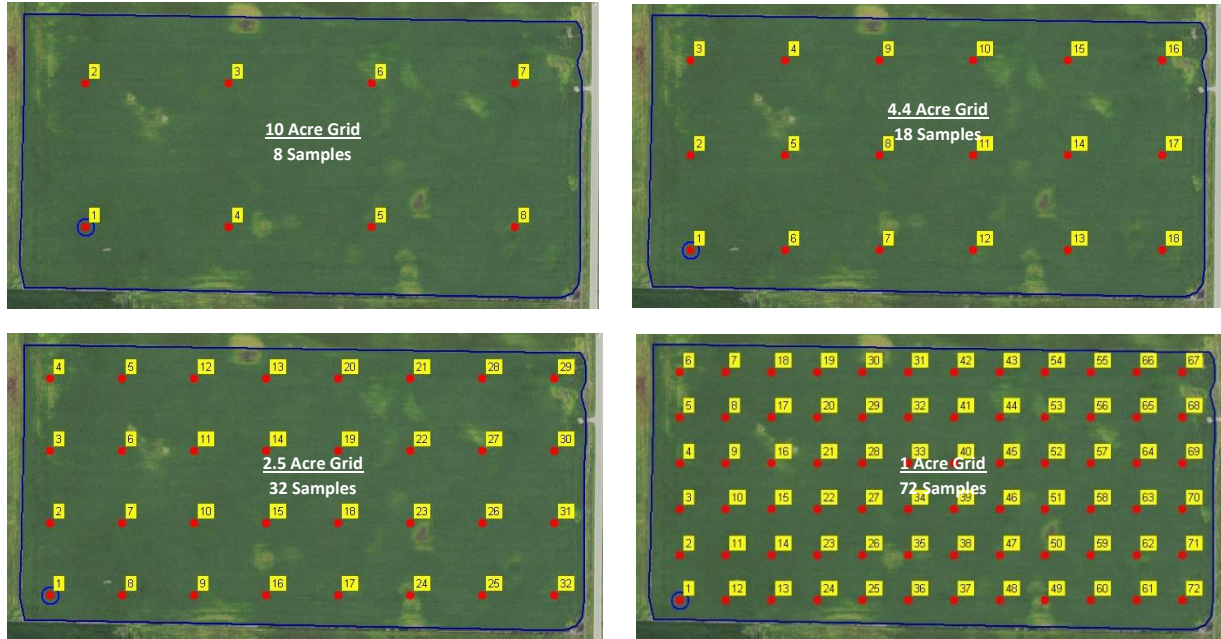 2 3 6 7
10 Acre Grid
8 Samples
1 4 5 8
3 4 9 10 15 16
4.4 Acre Grid
18 Samples
2 5 8 11 14 17
1 6 7 12 13 18
4 5 12 13 20 21 28 29
3 6 11 14 19 22 27 30
2.5 Acre Grid
32 Samples
2 7 10 15 18 23 26 31
1 8 9 16 17 24 25 32
6 7 18 19 30 31 42 43 54 55 66 67
5 8 17 20 29 32 41 44 53 56 65 68
4 9 16 21 28 33 40 45 52 57 64 69
1 Acre Grid
72 Samples
3 10 15 22 27 34 39 46 51 58 63 70
2 11 14 23 26 35 38 47 50 59 62 71
1 12 13 24 25 36 37 48 49 60 61 72